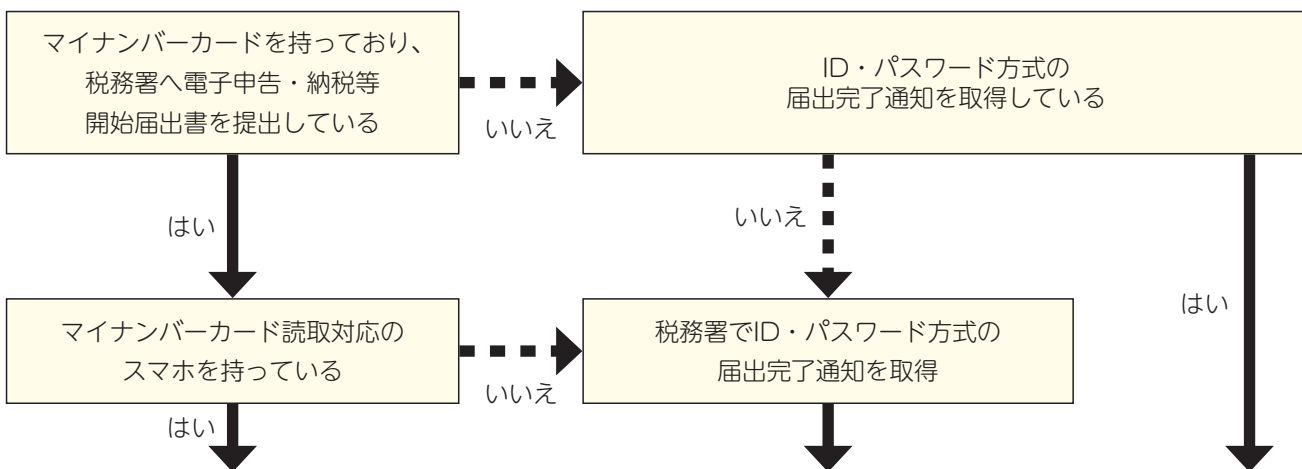 マイナンバーカードを持っており、
税務署へ電子申告・納税等
開始届出書を提出している
いいえ
ID・パスワード方式の
届出完了通知を取得している
はい
いいえ
はい
マイナンバーカード読取対応の
スマホを持っている
いいえ
税務署でID・パスワード方式の
届出完了通知を取得
はい